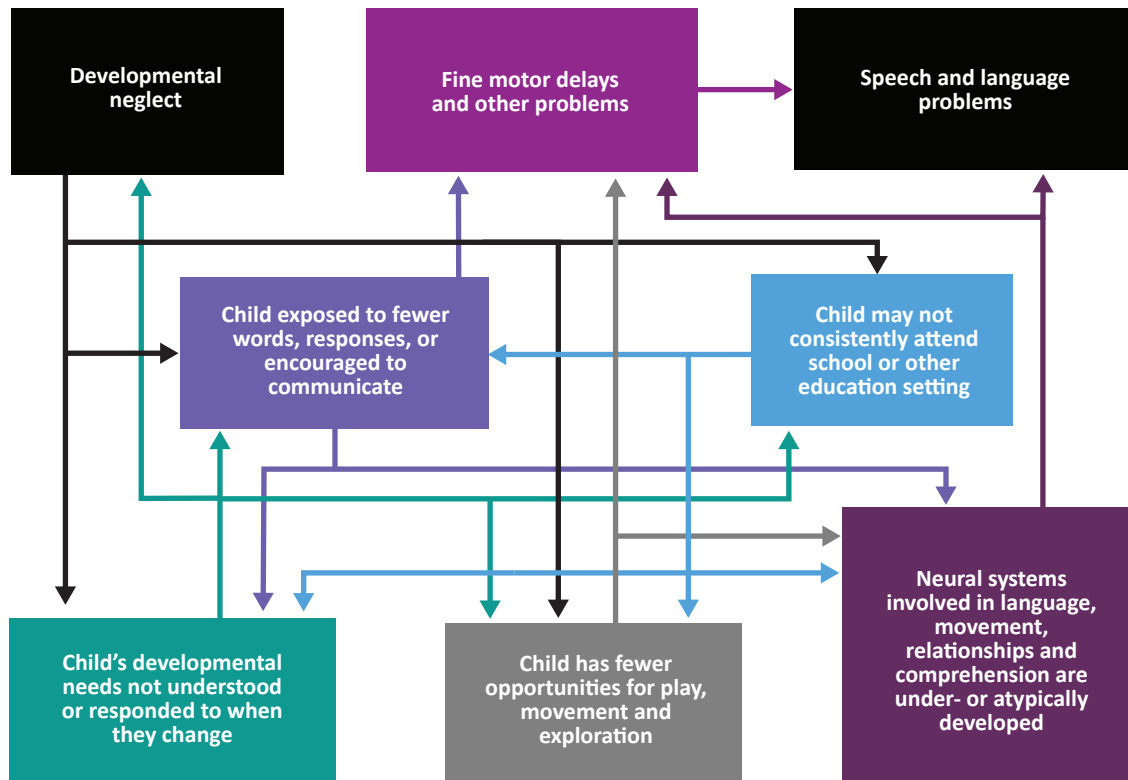 Developmental
neglect
Fine motor delays
and other problems
Speech and language
problems
Child exposed to fewer
words, responses, or
encouraged to
communicate
Child may not
consistently attend
school or other
education setting
Child’s developmental
needs not understood
or responded to when
they change
Child has fewer
opportunities for play,
movement and
exploration
Neural systems
involved in language,
movement,
relationships and
comprehension are
under- or atypically
developed